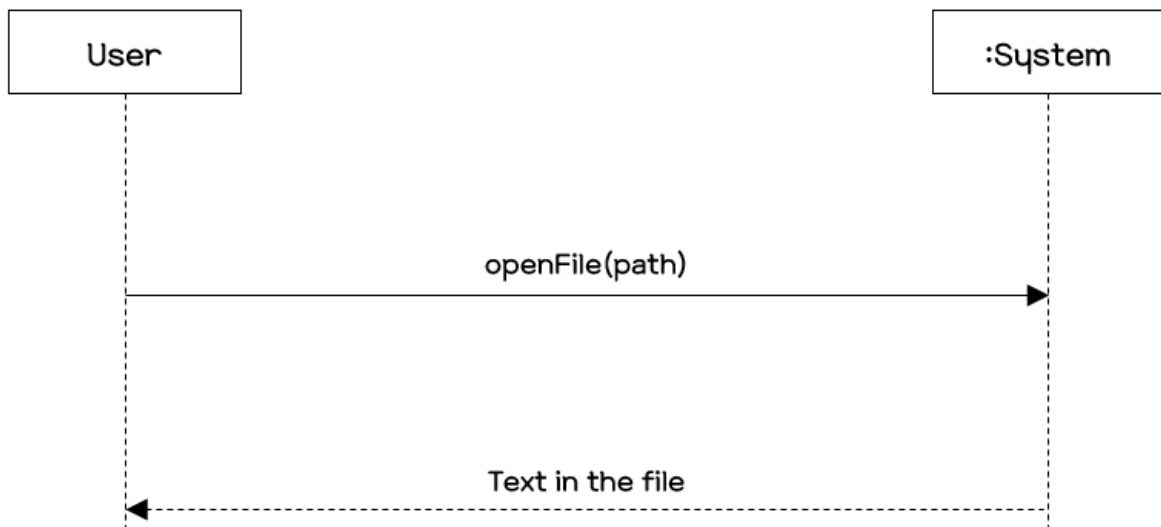 User
:System
openFile(path)
Text in the file